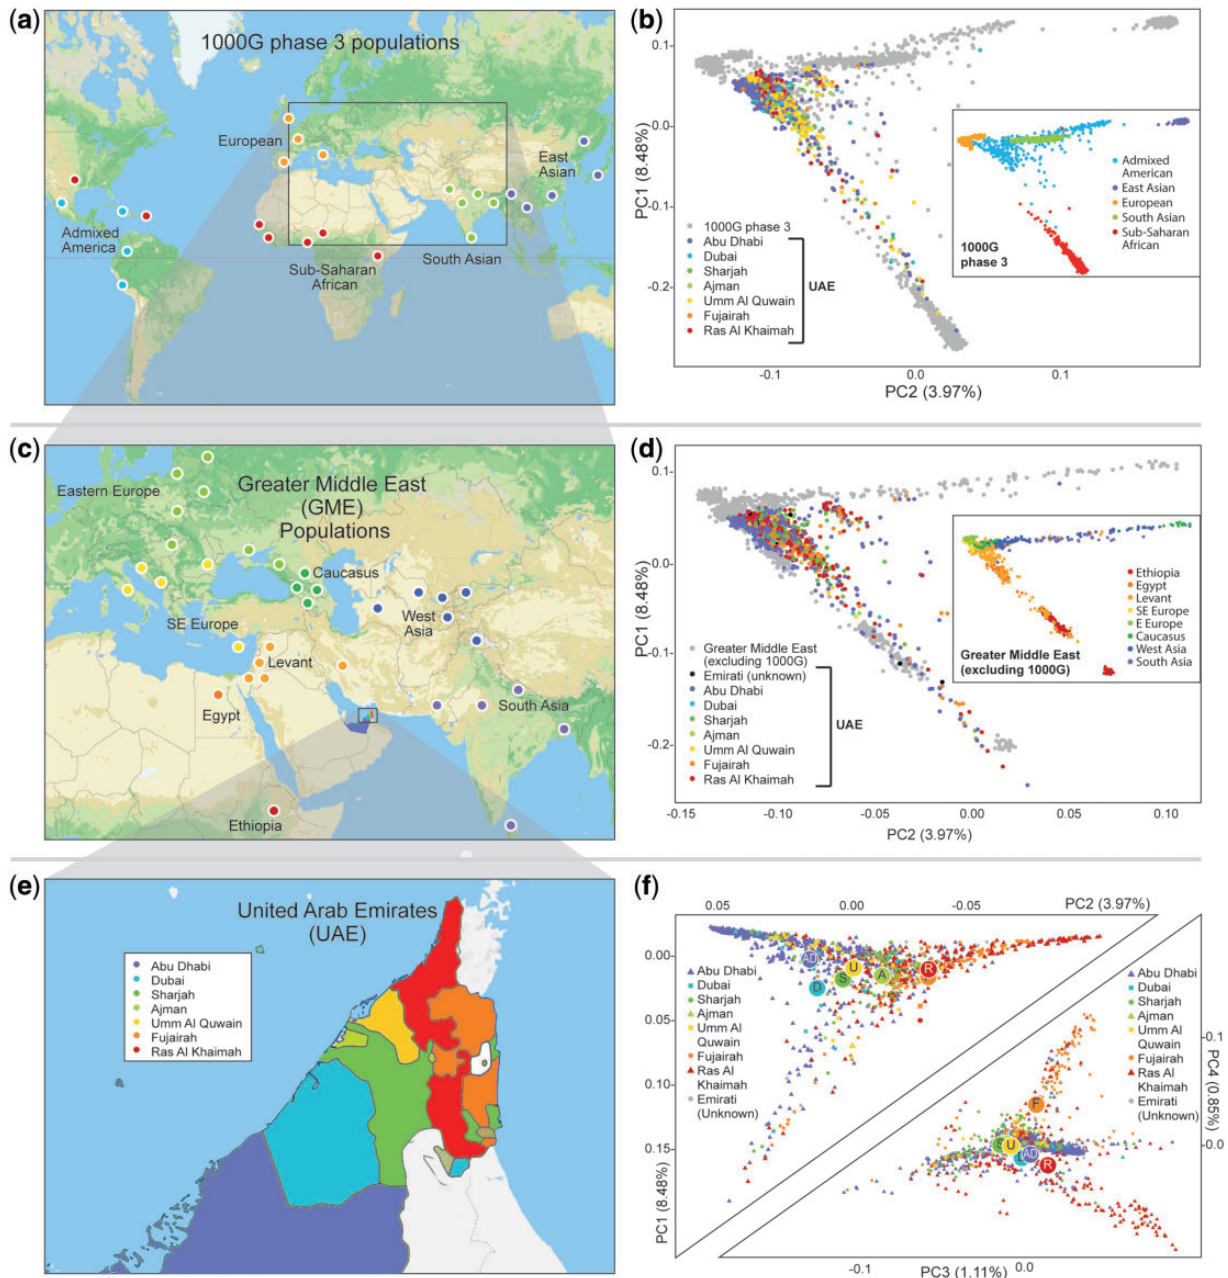 (a)
1000G phase 3 populations
European
East
Asian
Admixed
America
Sub-Saharan
African
South Asian
(b)
0.1
0.0
-0.1
-0.2
PC1 (8.48%)
-0.1
0.0
0.1
PC2 (3.97%)
1000G phase 3
Abu Dhabi
Dubai
Sharjah
Ajman
Umm Al Quwain
Fujairah
Ras Al Khaimah
UAE
Admixed
American
East Asian
European
South Asian
Sub-Saharan
African
1000G
phase 3
(c)
Greater Middle East
(GME)
Populations
Eastern Europe
Caucasus
SE Europe
West
Asia
Levant
Egypt
South Asia
Ethiopia
(d)
0.1
0.0
-0.1
-0.2
PC1 (8.48%)
-0.15
-0.10
-0.05
0.00
0.05
0.10
PC2 (3.97%)
Greater Middle East
(excluding 1000G)
Emirati (unknown)
Abu Dhabi
Dubai
Sharjah
Ajman
Umm Al Quwain
Fujairah
Ras Al Khaimah
UAE
Ethiopia
Egypt
Levant
SE Europe
E Europe
Caucasus
West Asia
South Asia
Greater Middle East
(excluding 1000G)
(e)
United Arab Emirates
(UAE)
Abu Dhabi
Dubai
Sharjah
Ajman
Umm Al Quwain
Fujairah
Ras Al Khaimah
(f)
0.05
0.00
-0.05
PC2 (3.97%)
0.00
0.05
0.10
0.15
PC1 (8.48%)
Abu Dhabi
Dubai
Sharjah
Ajman
Umm Al
Quwain
Fujairah
Ras Al
Khaimah
Emirati
(Unknown)
AD
D
S
U
A
R
Abu Dhabi
Dubai
Sharjah
Ajman
Umm Al
Quwain
Fujairah
Ras Al
Khaimah
Emirati
(Unknown)
F
S
U
AD
R
0.1
0.0
PC4 (0.85%)
-0.1
0.0
PC3 (1.11%)